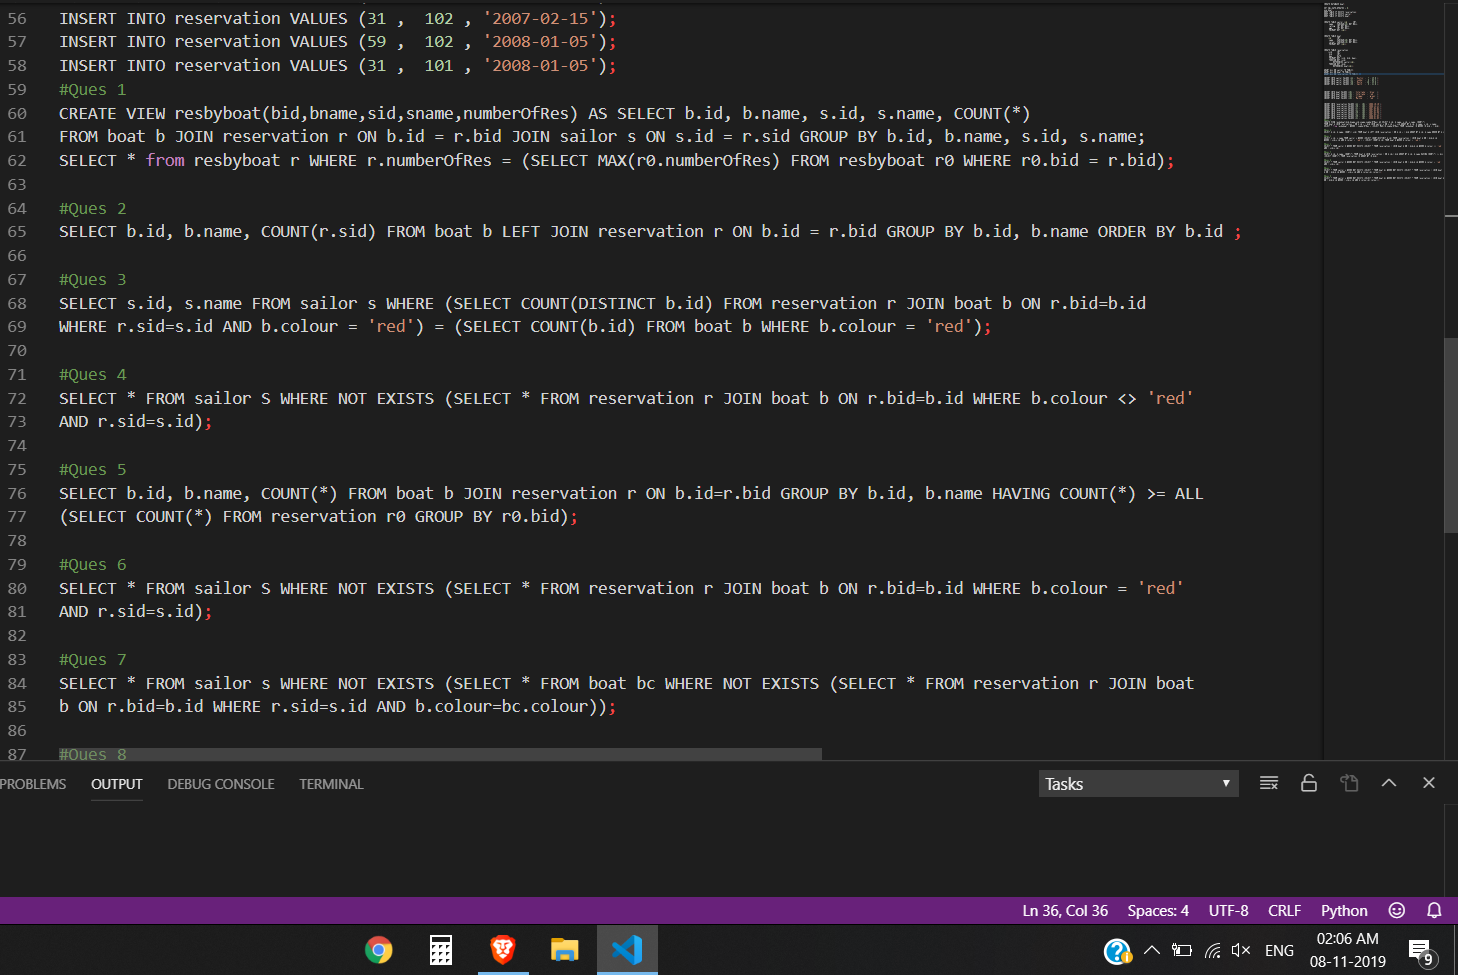 56 INSERT INTO reservation VALUES (31 , 102 , '2007-02-15');
57 INSERT INTO reservation VALUES (59 , 102 , '2008-01-05');
58 INSERT INTO reservation VALUES (31 , 101 , '2008-01-05');
59 #Ques 1
60 CREATE VIEW resbyboat(bid,bname,sid,sname,numberOfRes) AS SELECT b.id, b.name, s.id, s.name, COUNT(*)
61 FROM boat b JOIN reservation r ON b.id = r.bid JOIN sailor s ON s.id = r.sid GROUP BY b.id, b.name, s.id, s.name;
62 SELECT * from resbyboat r WHERE r.numberOfRes = (SELECT MAX(r0.numberOfRes) FROM resbyboat r0 WHERE r0.bid = r.bid);
63
64 #Ques 2
65 SELECT b.id, b.name, COUNT(r.sid) FROM boat b LEFT JOIN reservation r ON b.id = r.bid GROUP BY b.id, b.name ORDER BY b.id ;
66
67 #Ques 3
68 SELECT s.id, s.name FROM sailor s WHERE (SELECT COUNT(DISTINCT b.id) FROM reservation r JOIN boat b ON r.bid=b.id
69 WHERE r.sid=s.id AND b.colour = 'red') = (SELECT COUNT(b.id) FROM boat b WHERE b.colour = 'red');
70
71 #Ques 4
72 SELECT * FROM sailor S WHERE NOT EXISTS (SELECT * FROM reservation r JOIN boat b ON r.bid=b.id WHERE b.colour <> 'red'
73 AND r.sid=s.id);
74
75 #Ques 5
76 SELECT b.id, b.name, COUNT(*) FROM boat b JOIN reservation r ON b.id=r.bid GROUP BY b.id, b.name HAVING COUNT(*) >= ALL
77 (SELECT COUNT(*) FROM reservation r0 GROUP BY r0.bid);
78
79 #Ques 6
80 SELECT * FROM sailor S WHERE NOT EXISTS (SELECT * FROM reservation r JOIN boat b ON r.bid=b.id WHERE b.colour = 'red'
81 AND r.sid=s.id);
82
83 #Ques 7
84 SELECT * FROM sailor s WHERE NOT EXISTS (SELECT * FROM boat bc WHERE NOT EXISTS (SELECT * FROM reservation r JOIN boat
85 b ON r.bid=b.id WHERE r.sid=s.id AND b.colour=bc.colour));
86
87 #Ques 8
PROBLEMS OUTPUT DEBUG CONSOLE TERMINAL Tasks
Ln 36, Col 36 Spaces: 4 UTF-8 CRLF Python
ENG 02:06 AM
08-11-2019 9